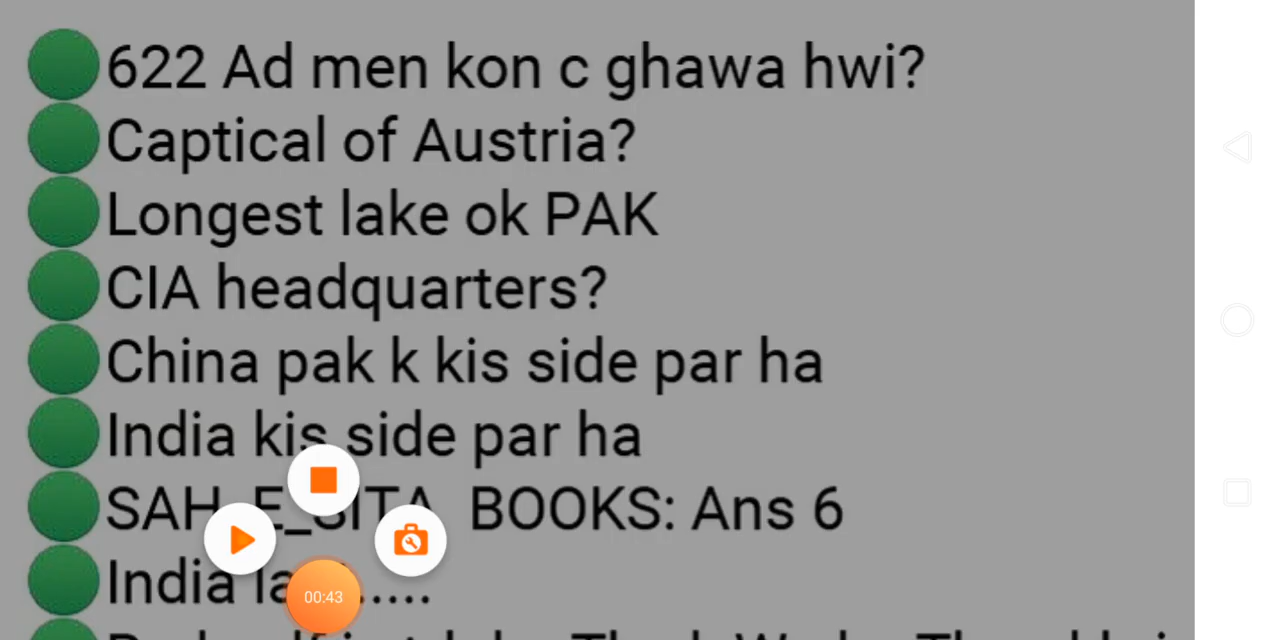 622 Ad men kon c ghawa hwi?
Captical of Austria?
Longest lake ok PAK
CIA headquarters?
China pak k kis side par ha
India kis side par ha
BOOKS: Ans 6
India
00:43